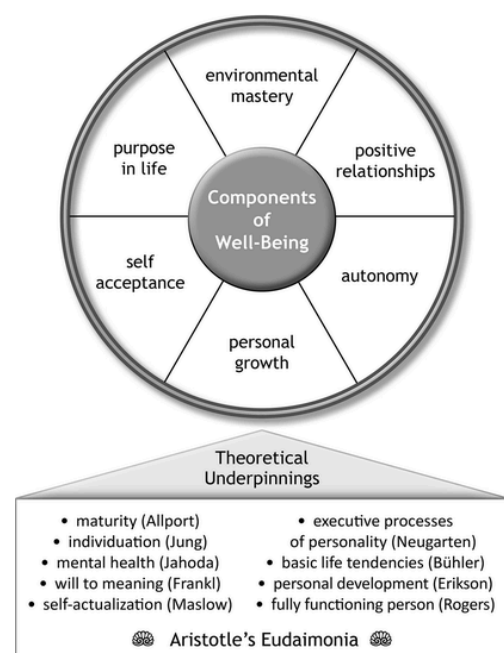 environmental
mastery
positive
relationships
autonomy
personal
growth
self
acceptance
purpose
in life
Components
of
Well-Being
Theoretical
Underpinnings
• maturity (Allport)
• individuation (Jung)
• mental health (Jahoda)
• will to meaning (Frankl)
• self-actualization (Maslow)
• executive processes
of personality (Neugarten)
• basic life tendencies (Bühler)
• personal development (Erikson)
• fully functioning person (Rogers)
Aristotle's Eudaimonia